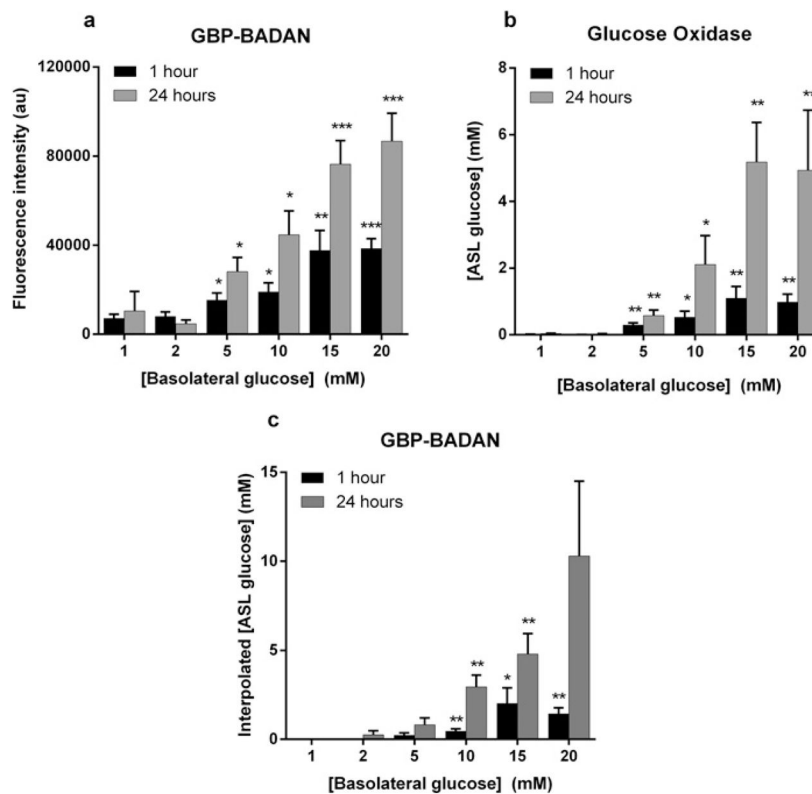 a
GBP-BADAN
1 hour
24 hours
Fluorescence intensity (au)
120000
80000
40000
0
* * * * ** *** *** ***
1 2 5 10 15 20
[Basolateral glucose] (mM)
b
Glucose Oxidase
1 hour
24 hours
[ASL glucose] (mM)
8
6
4
2
0
** ** * * ** ** ** **
1 2 5 10 15 20
[Basolateral glucose] (mM)
c
GBP-BADAN
1 hour
24 hours
Interpolated [ASL glucose] (mM)
15
10
5
0
** ** * ** **
1 2 5 10 15 20
[Basolateral glucose] (mM)